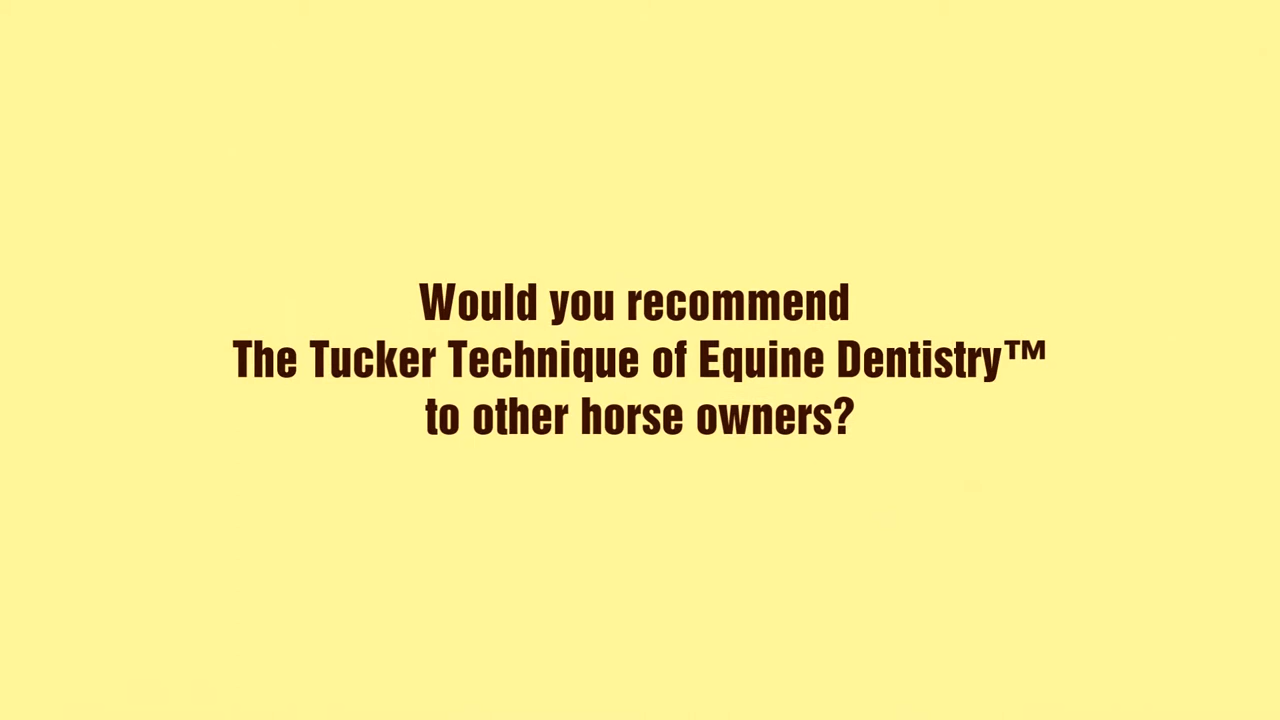 Would you recommend
The Tucker Technique of Equine Dentistry™
to other horse owners?